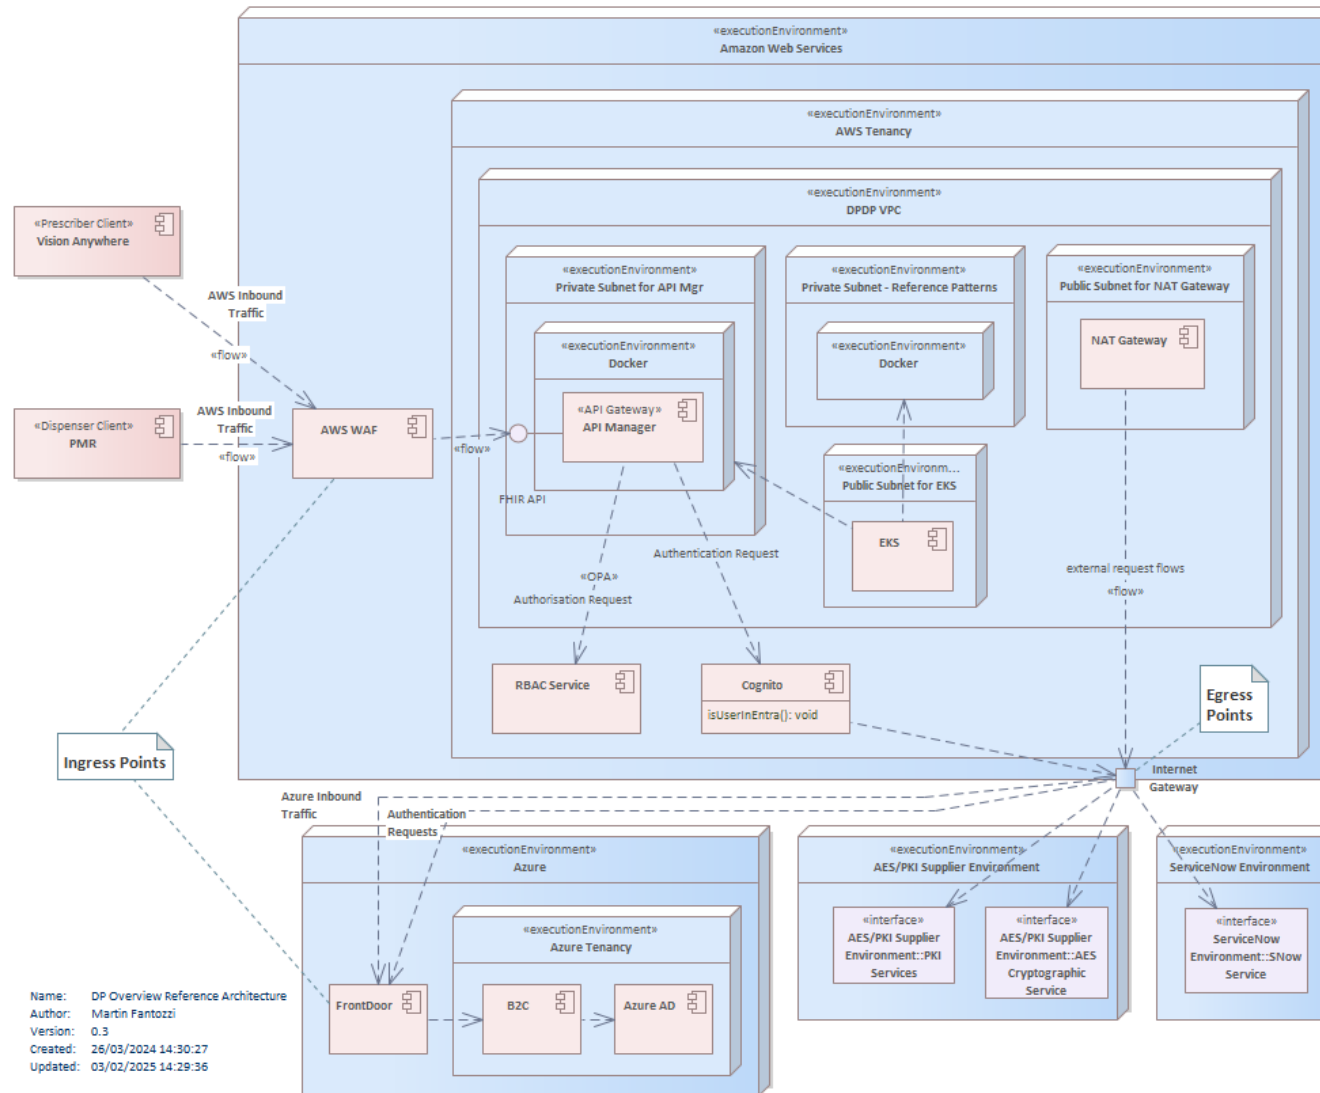 «executionEnvironment»
Amazon Web Services
«executionEnvironment»
AWS Tenancy
«executionEnvironment»
DPDP VPC
«Prescriber Client»
Vision Anywhere
AWS Inbound
Traffic
«flow»
«Dispenser Client»
PMR
AWS Inbound
Traffic
«flow»
AWS WAF
«flow»
«executionEnvironment»
Private Subnet for API Mgr
«executionEnvironment»
Docker
«API Gateway»
API Manager
FHIR API
«executionEnvironment»
Private Subnet - Reference Patterns
«executionEnvironment»
Docker
«executionEnvironm...
Public Subnet for EKS
EKS
«executionEnvironment»
Public Subnet for NAT Gateway
NAT Gateway
Authentication Request
«OPA»
Authorisation Request
external request flows
«flow»
RBAC Service
Cognito
isUserInEntra(): void
Egress
Points
Ingress Points
Internet
Gateway
Azure Inbound
Traffic
Authentication
Requests
«executionEnvironment»
Azure
«executionEnvironment»
Azure Tenancy
FrontDoor
B2C
Azure AD
«executionEnvironment»
AES/PKI Supplier Environment
«interface»
AES/PKI Supplier
Environment::PKI
Services
«interface»
AES/PKI Supplier
Environment::AES
Cryptographic
Service
«executionEnvironment»
ServiceNow Environment
«interface»
ServiceNow
Environment::SNow
Service
Name: DP Overview Reference Architecture
Author: Martin Fantozzi
Version: 0.3
Created: 26/03/2024 14:30:27
Updated: 03/02/2025 14:29:36